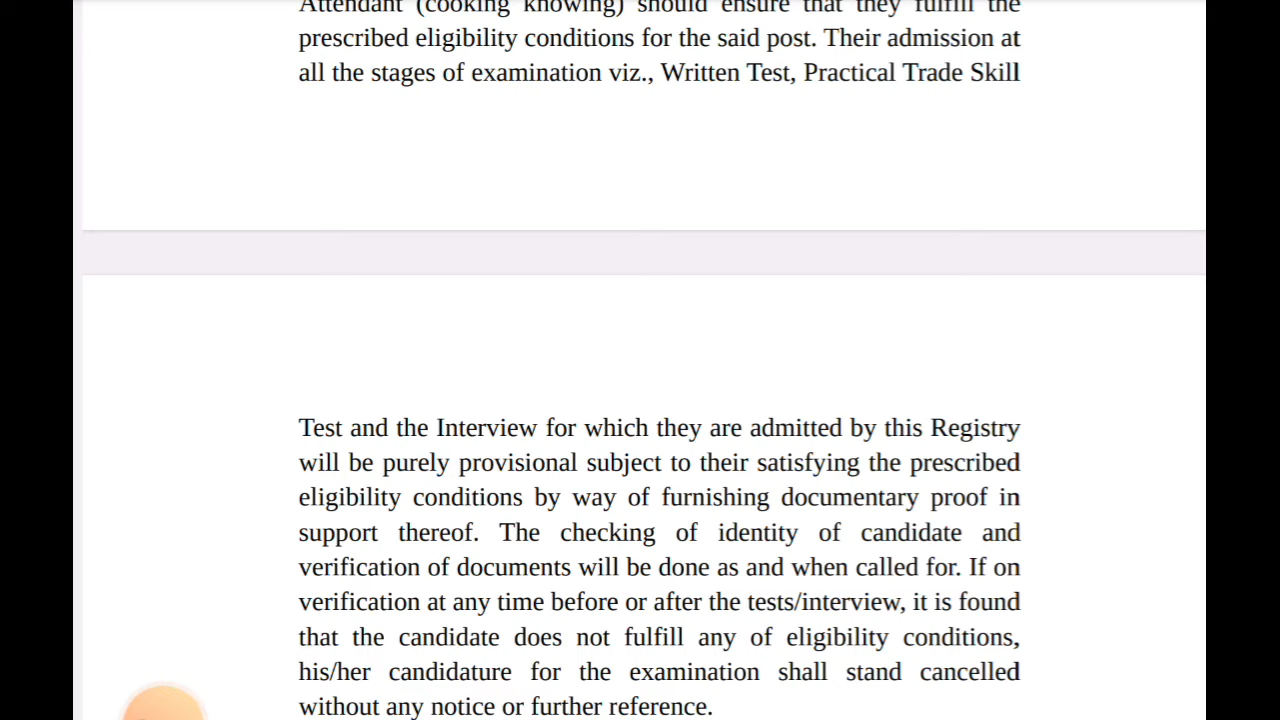 Attendant (cooking knowing) should ensure that they fulfill the
prescribed eligibility conditions for the said post. Their admission at
all the stages of examination viz., Written Test, Practical Trade Skill
Test and the Interview for which they are admitted by this Registry
will be purely provisional subject to their satisfying the prescribed
eligibility conditions by way of furnishing documentary proof in
support thereof. The checking of identity of candidate and
verification of documents will be done as and when called for. If on
verification at any time before or after the tests/interview, it is found
that the candidate does not fulfill any of eligibility conditions,
his/her candidature for the examination shall stand cancelled
without any notice or further reference.